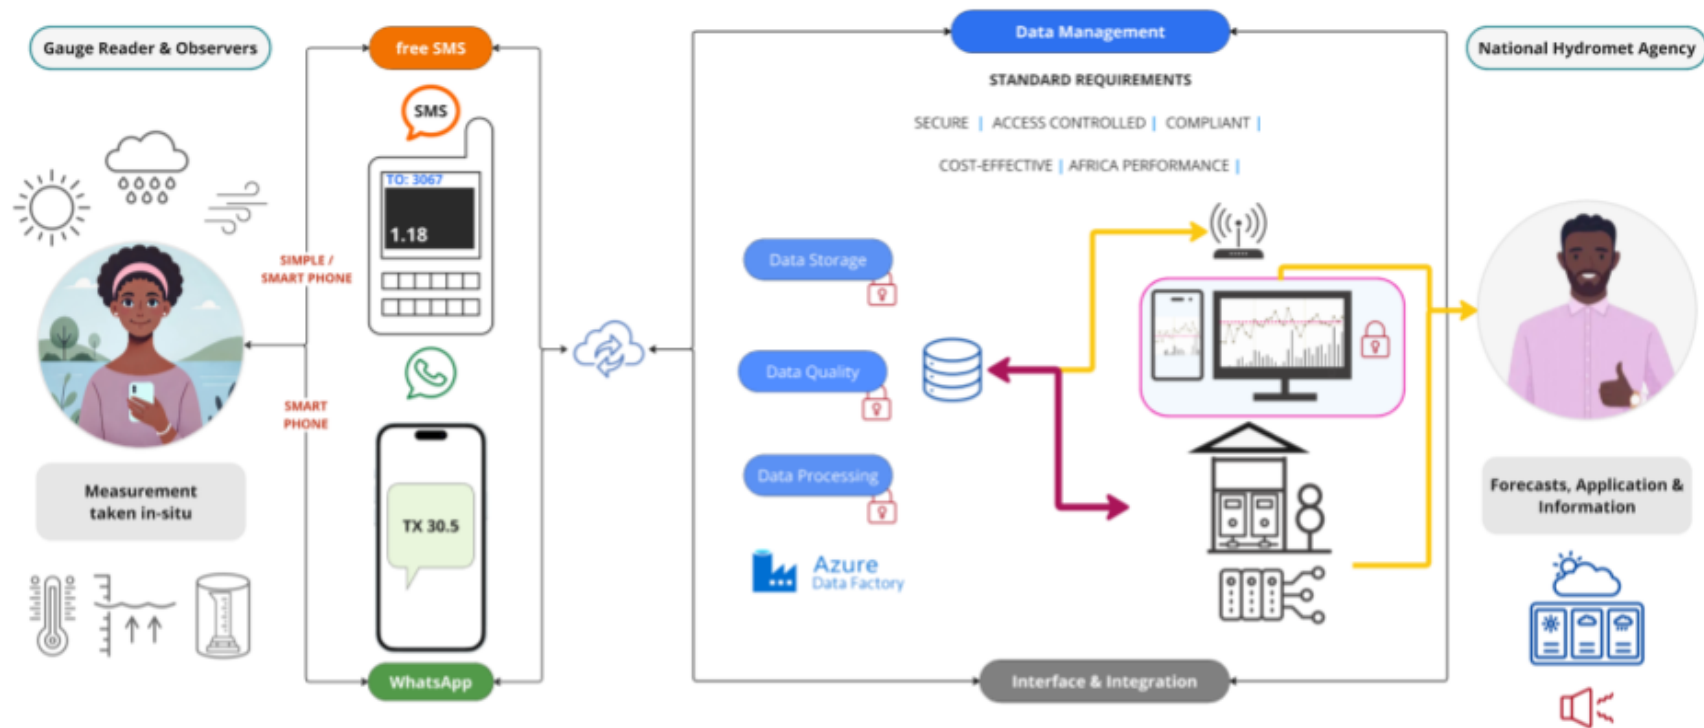 Gauge Reader & Observers
free SMS
Data Management
National Hydromet Agency
STANDARD REQUIREMENTS
SMS
SECURE | ACCESS CONTROLLED | COMPLIANT |
COST-EFFECTIVE | AFRICA PERFORMANCE |
TO: 3067
1.18
SIMPLE /
SMART PHONE
Data Storage
Data Quality
SMART
PHONE
Data Processing
Measurement
taken in-situ
TX 30.5
Forecasts, Application &
Information
Azure
Data Factory
WhatsApp
Interface & Integration